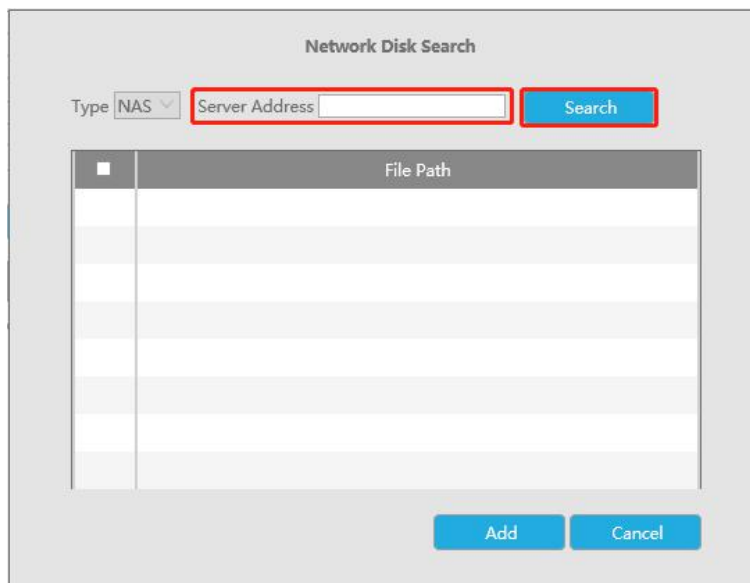 Network Disk Search
Type NAS Server Address Search
File Path
Add Cancel